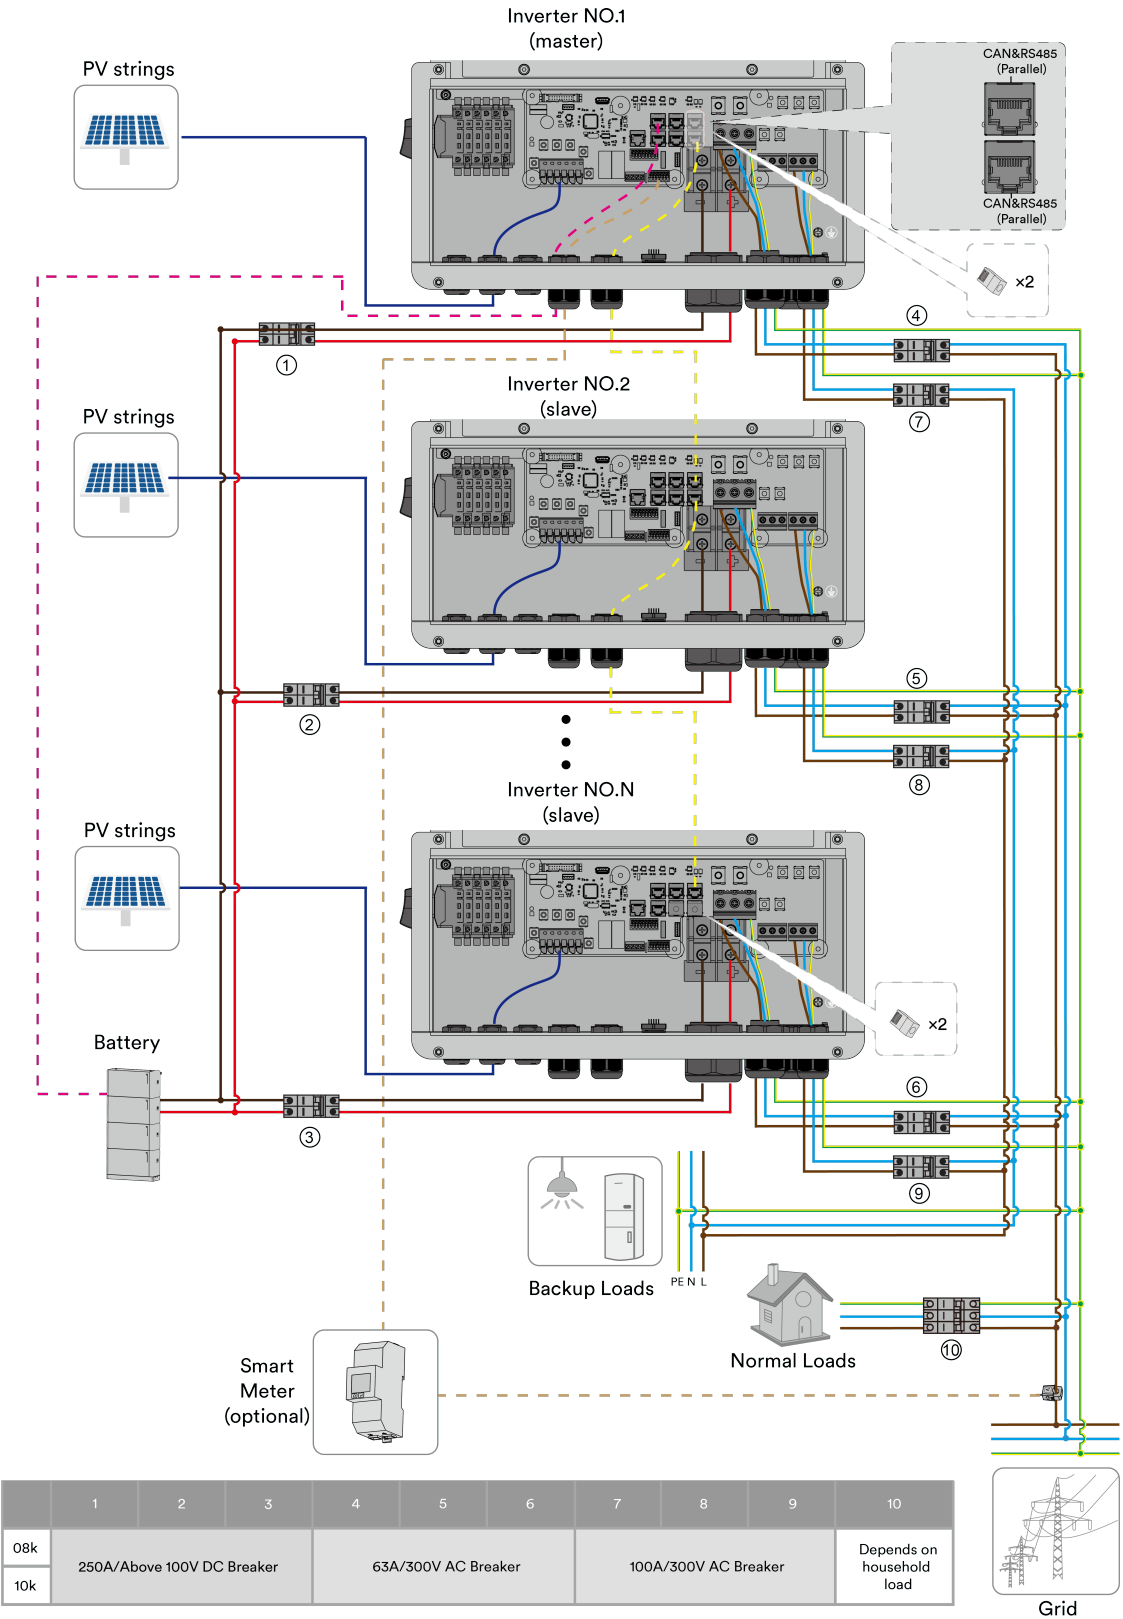 Inverter NO.1
(master)
PV strings
CAN&RS485
(Parallel)
CAN&RS485
(Parallel)
×2
4
1
7
Inverter NO.2
(slave)
PV strings
5
2
8
Inverter NO.N
(slave)
PV strings
×2
Battery
6
3
9
Backup Loads
PE N L
Normal Loads
10
Smart
Meter
(optional)
1 2 3 4 5 6 7 8 9 10
08k
10k
250A/Above 100V DC Breaker
63A/300V AC Breaker
100A/300V AC Breaker
Depends on
household
load
Grid